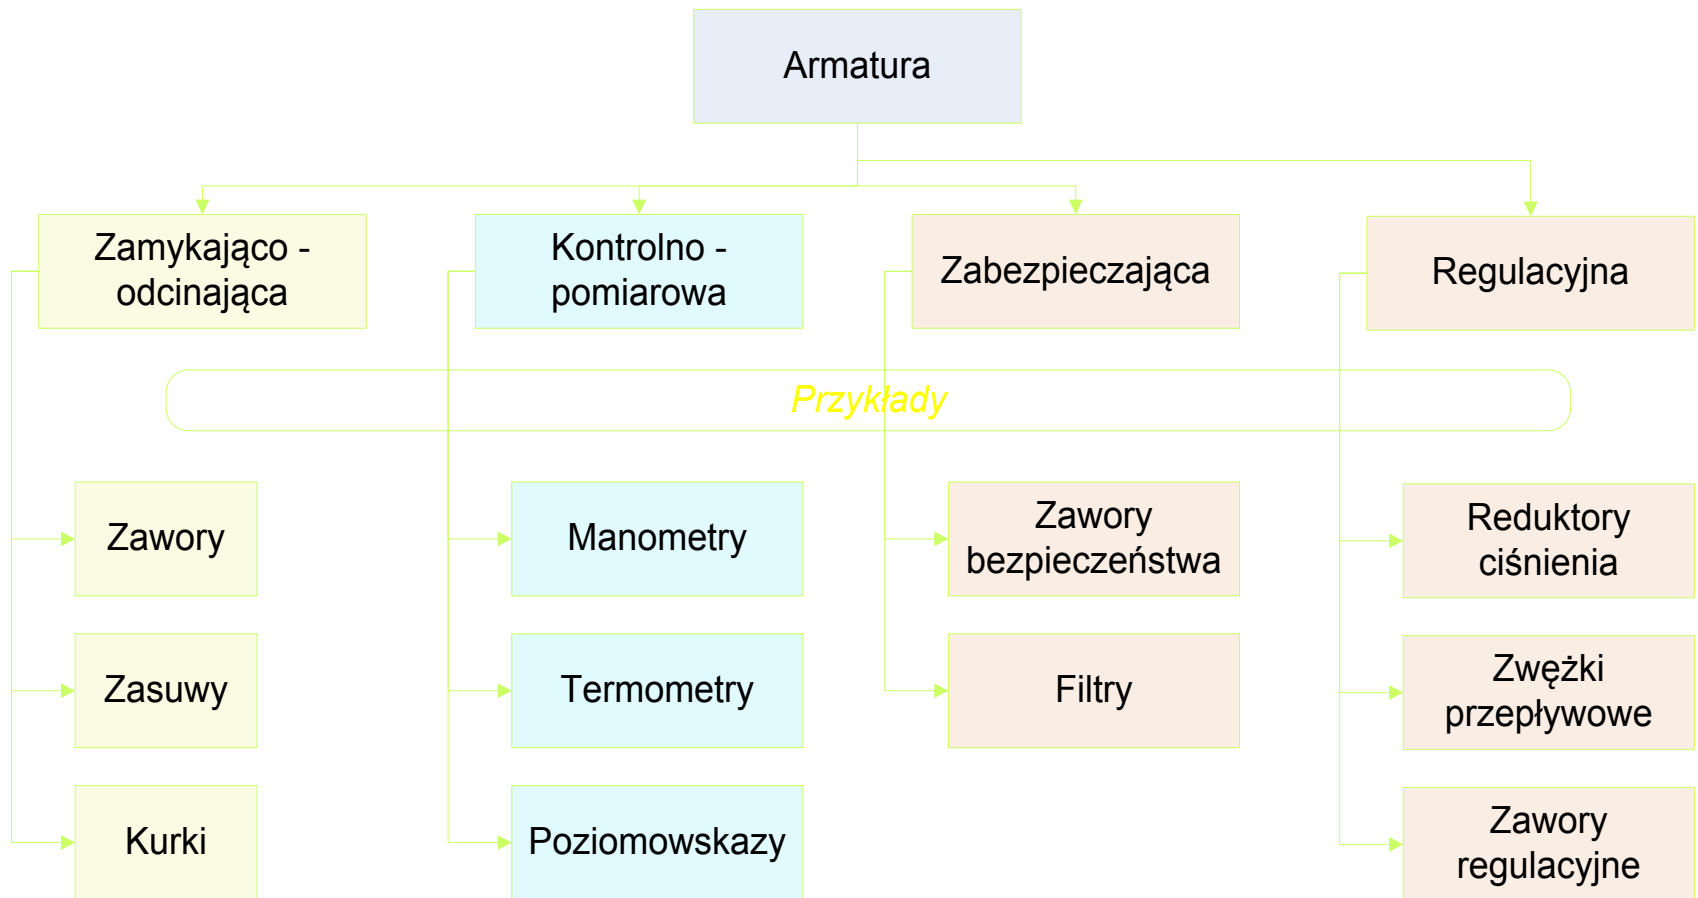 Armatura
Zamykająco -
odcinająca
Kontrolno -
pomiarowa
Zabezpieczająca
Regulacyjna
Przykłady
Zawory
Manometry
Zawory
bezpieczeństwa
Reduktory
ciśnienia
Zasuwy
Termometry
Filtry
Zwężki
przepływowe
Kurki
Poziomowskazy
Zawory
regulacyjne